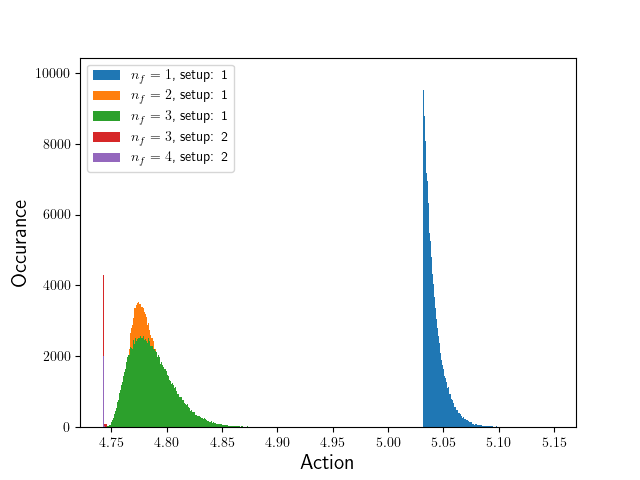 n_f = 1, setup: 1
n_f = 2, setup: 1
n_f = 3, setup: 1
n_f = 3, setup: 2
n_f = 4, setup: 2
10000
8000
6000
4000
2000
0
Occurance
4.75 4.80 4.85 4.90 4.95 5.00 5.05 5.10 5.15
Action